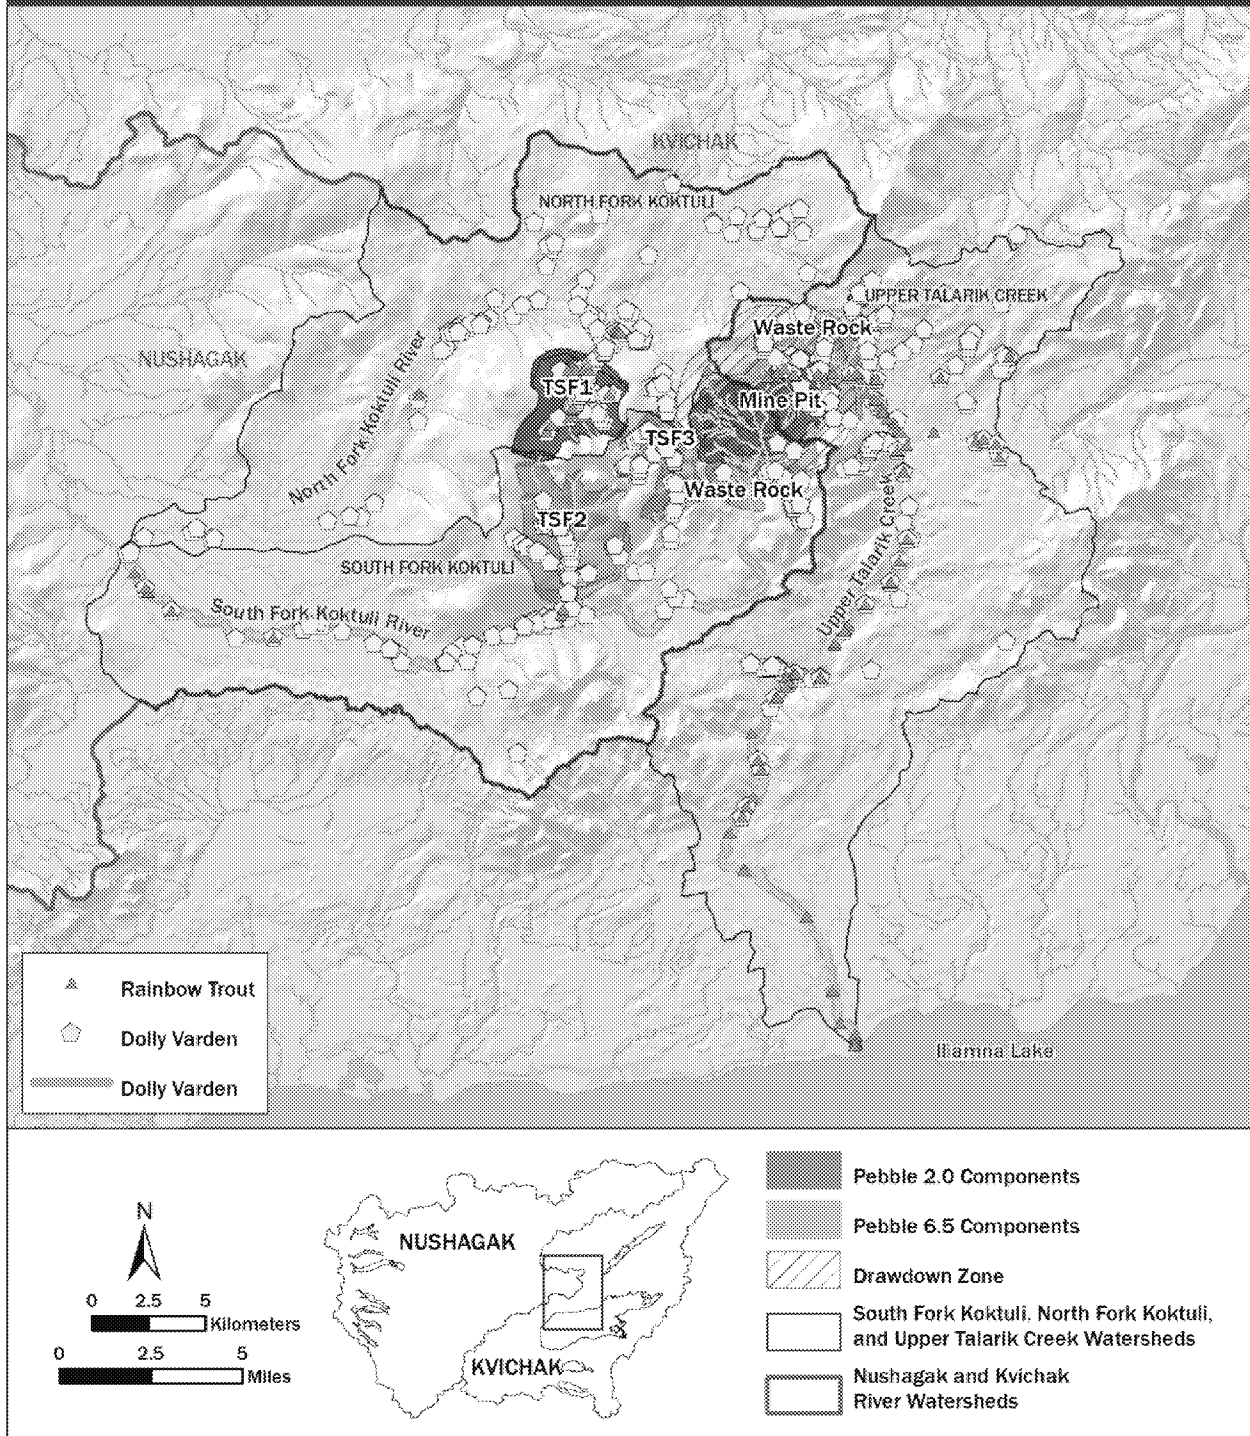 KVICHAK
NORTH FORK KOKTULI
UPPER TALARIK CREEK
Waste Rock
NUSHAGAK
North Fork Koktuli River
TSF1
Mine Pit
TSF3
Waste Rock
TSF2
Upper Talarik Creek
SOUTH FORK KOKTULI
South Fork Koktuli River
Rainbow Trout
Dolly Varden
Dolly Varden
Iliamna Lake
N
0 2.5 5
Kilometers
0 2.5 5
Miles
NUSHAGAK
KVICHAK
Pebble 2.0 Components
Pebble 6.5 Components
Drawdown Zone
South Fork Koktuli, North Fork Koktuli,
and Upper Talarik Creek Watersheds
Nushagak and Kvichak
River Watersheds